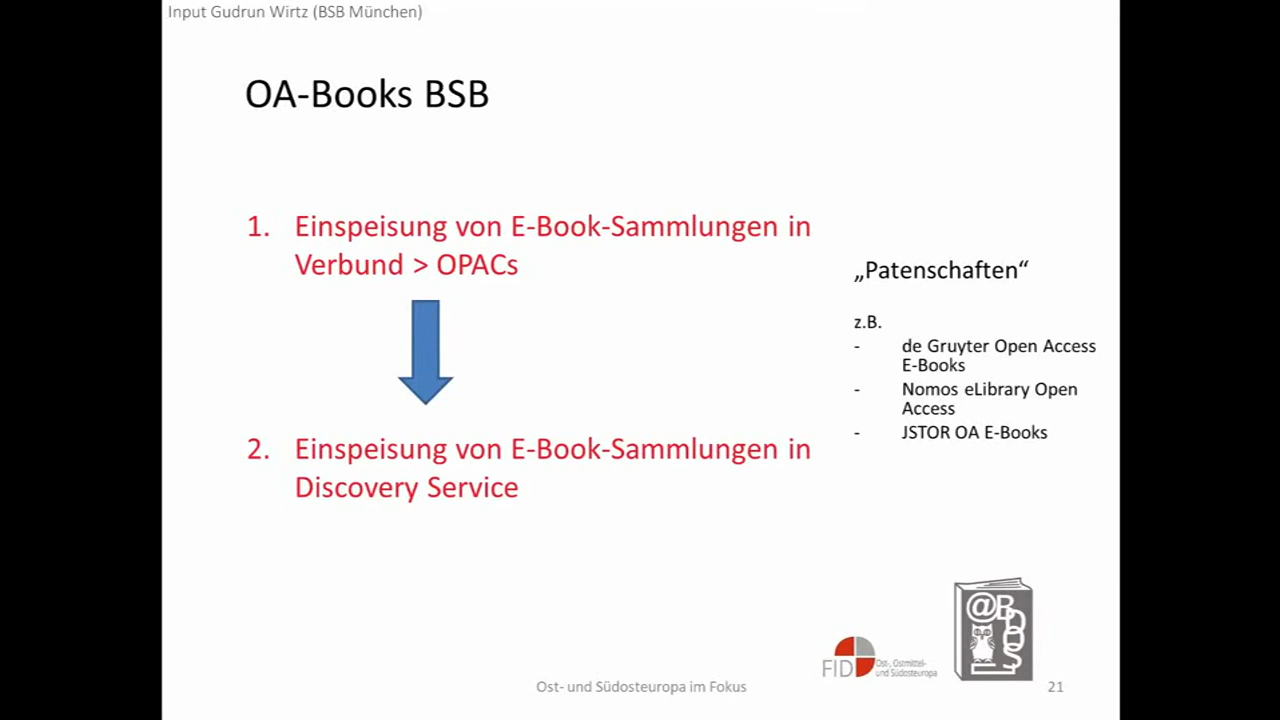 Input Gudrun Wirtz (BSB München)
OA-Books BSB
1. Einspeisung von E-Book-Sammlungen in
Verbund > OPACs
„Patenschaften“
z.B.
- de Gruyter Open Access
E-Books
- Nomos eLibrary Open
Access
- JSTOR OA E-Books
2. Einspeisung von E-Book-Sammlungen in
Discovery Service
@BDOS
FID Ost-, Ostmittel-
und Südosteuropa
Ost- und Südosteuropa im Fokus
21